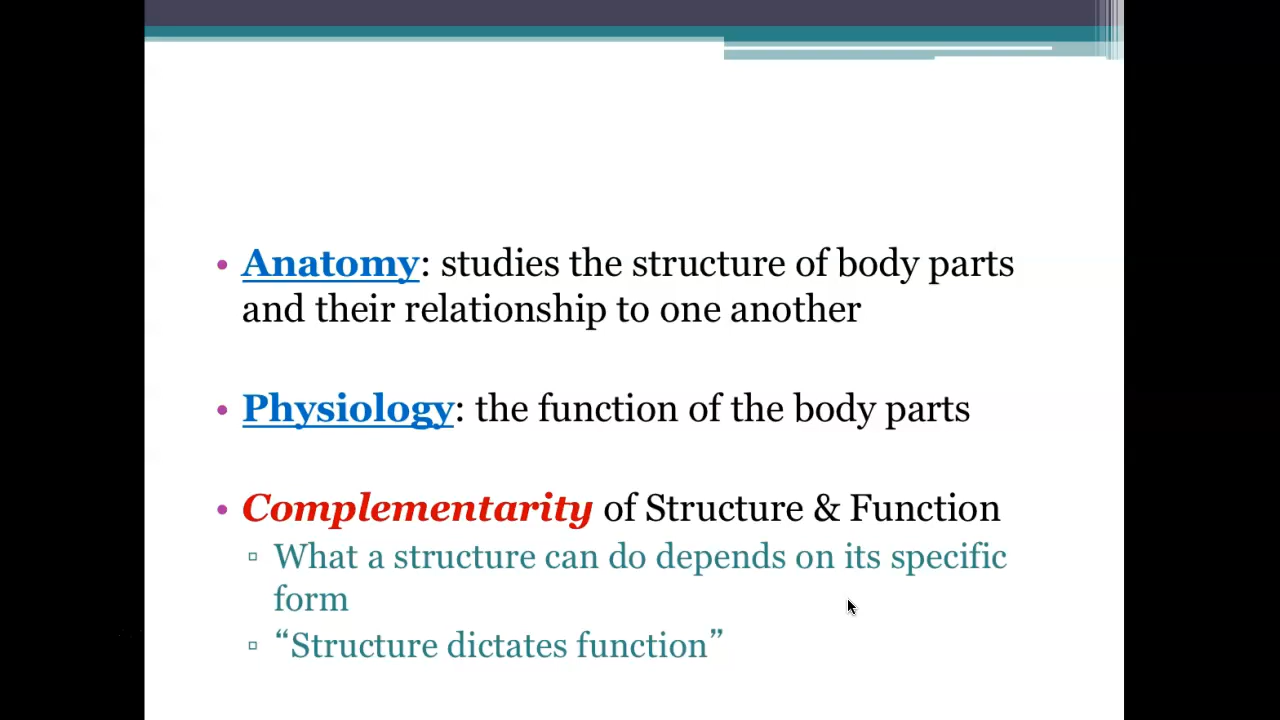 • Anatomy: studies the structure of body parts
and their relationship to one another
• Physiology: the function of the body parts
• Complementarity of Structure & Function
▫ What a structure can do depends on its specific
form
▫ “Structure dictates function”